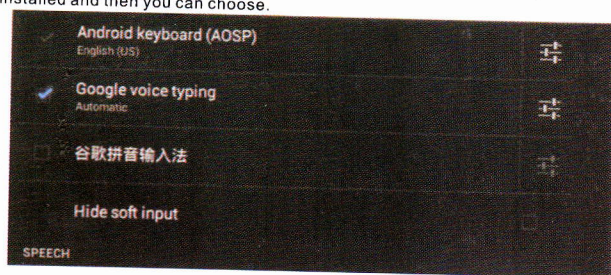 installed and then you can choose.
Android keyboard (AOSP)
English (US)
Google voice typing
Automatic
谷歌拼音输入法
Hide soft input
SPEECH